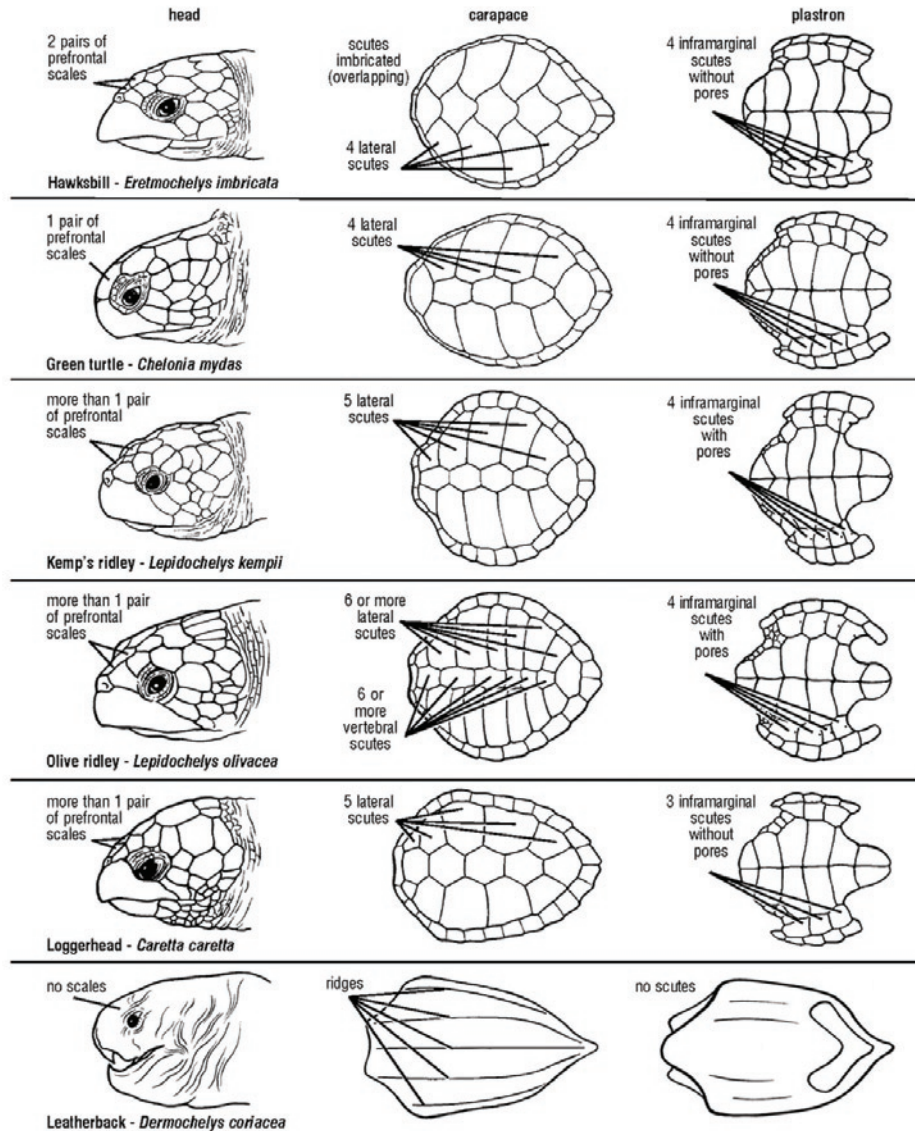 head
carapace
plastron
2 pairs of
prefrontal
scales
scutes
imbricated
(overlapping)
4 lateral
scutes
4 inframarginal
scutes
without
pores
Hawksbill - Eretmochelys imbricata
1 pair of
prefrontal
scales
4 lateral
scutes
4 inframarginal
scutes
without
pores
Green turtle - Chelonia mydas
more than 1 pair
of prefrontal
scales
5 lateral
scutes
4 inframarginal
scutes
with
pores
Kemp's ridley - Lepidochelys kempii
more than 1 pair
of prefrontal
scales
6 or more
lateral
scutes
6 or
more
vertebral
scutes
4 inframarginal
scutes
with
pores
Olive ridley - Lepidochelys olivacea
more than 1 pair
of prefrontal
scales
5 lateral
scutes
3 inframarginal
scutes
without
pores
Loggerhead - Caretta caretta
no scales
ridges
no scutes
Leatherback - Dermochelys coriacea